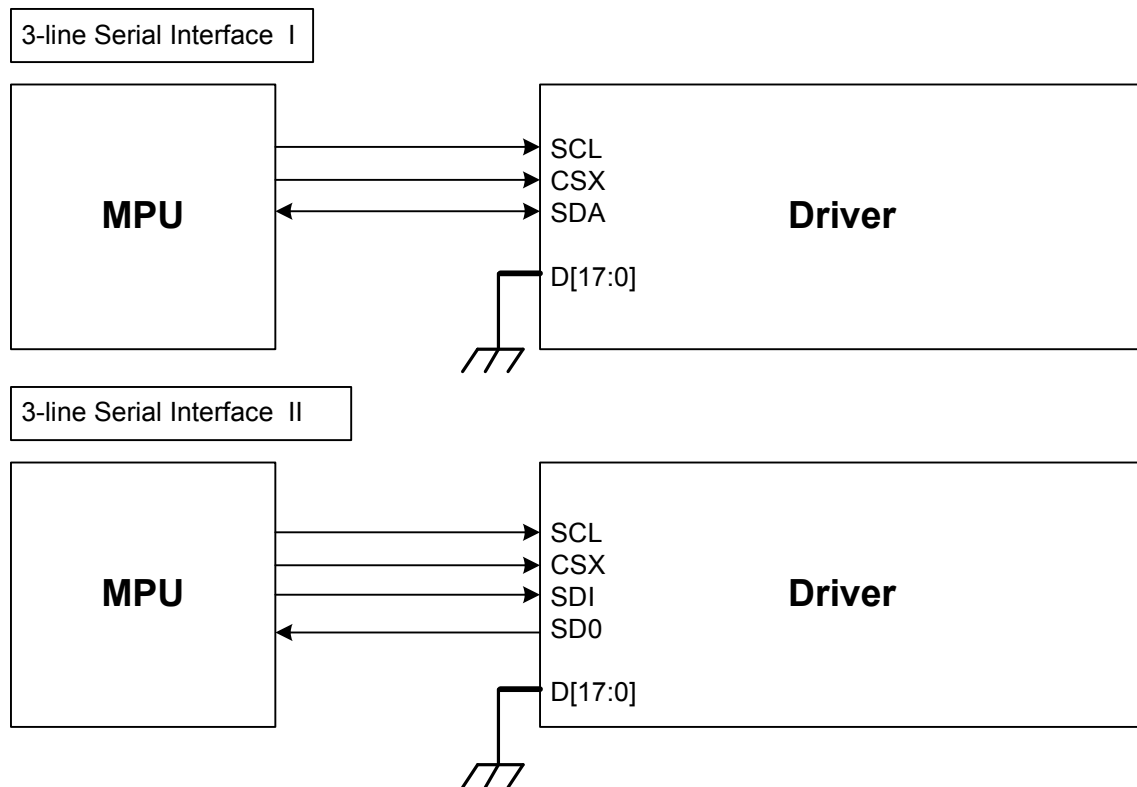 3-line Serial Interface I
MPU
SCL
CSX
SDA
D[17:0]
Driver
3-line Serial Interface II
MPU
SCL
CSX
SDI
SD0
D[17:0]
Driver